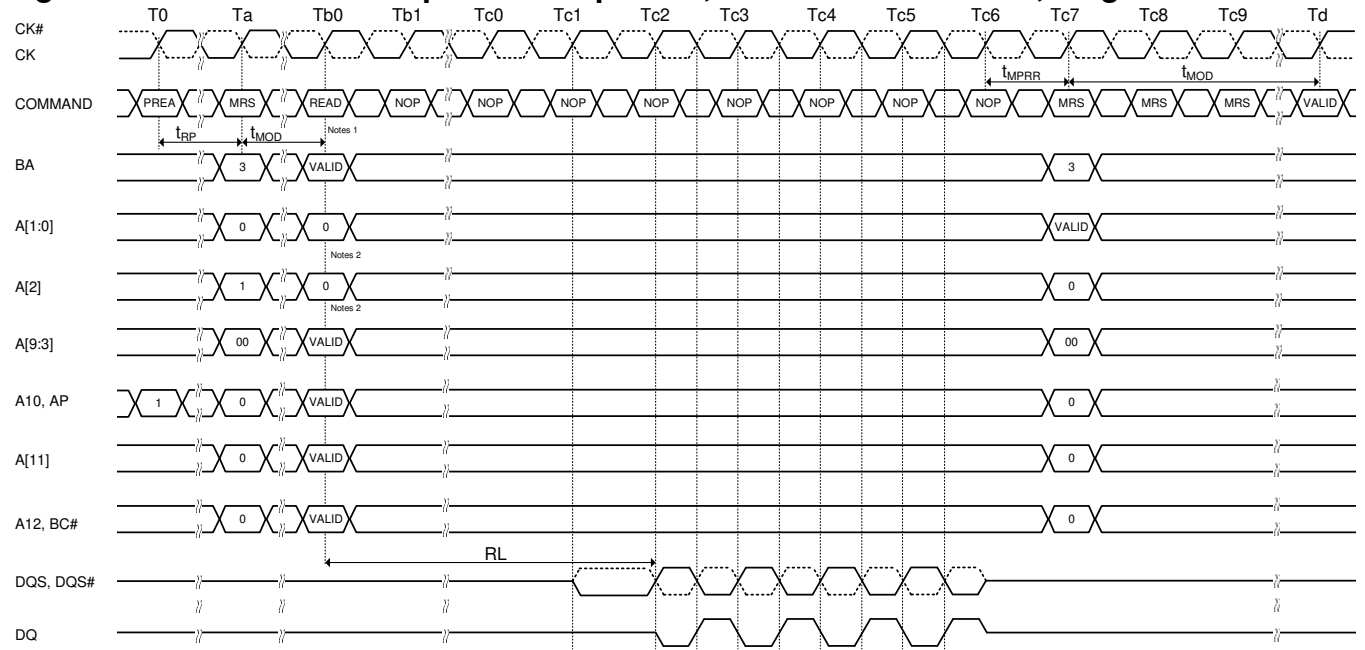 T0 Ta Tb0 Tb1 Tc0 Tc1 Tc2 Tc3 Tc4 Tc5 Tc6 Tc7 Tc8 Tc9 Td
CK#
CK
tMPRR tMOD
COMMAND PREA MRS READ NOP NOP NOP NOP NOP NOP NOP NOP MRS MRS MRS VALID
tRP tMOD Notes 1
BA 3 VALID 3
A[1:0] 0 0 VALID
Notes 2
A[2] 1 0 0
Notes 2
A[9:3] 00 VALID 00
A10, AP 1 0 VALID 0
A[11] 0 VALID 0
A12, BC# 0 VALID 0
RL
DQS, DQS#
DQ